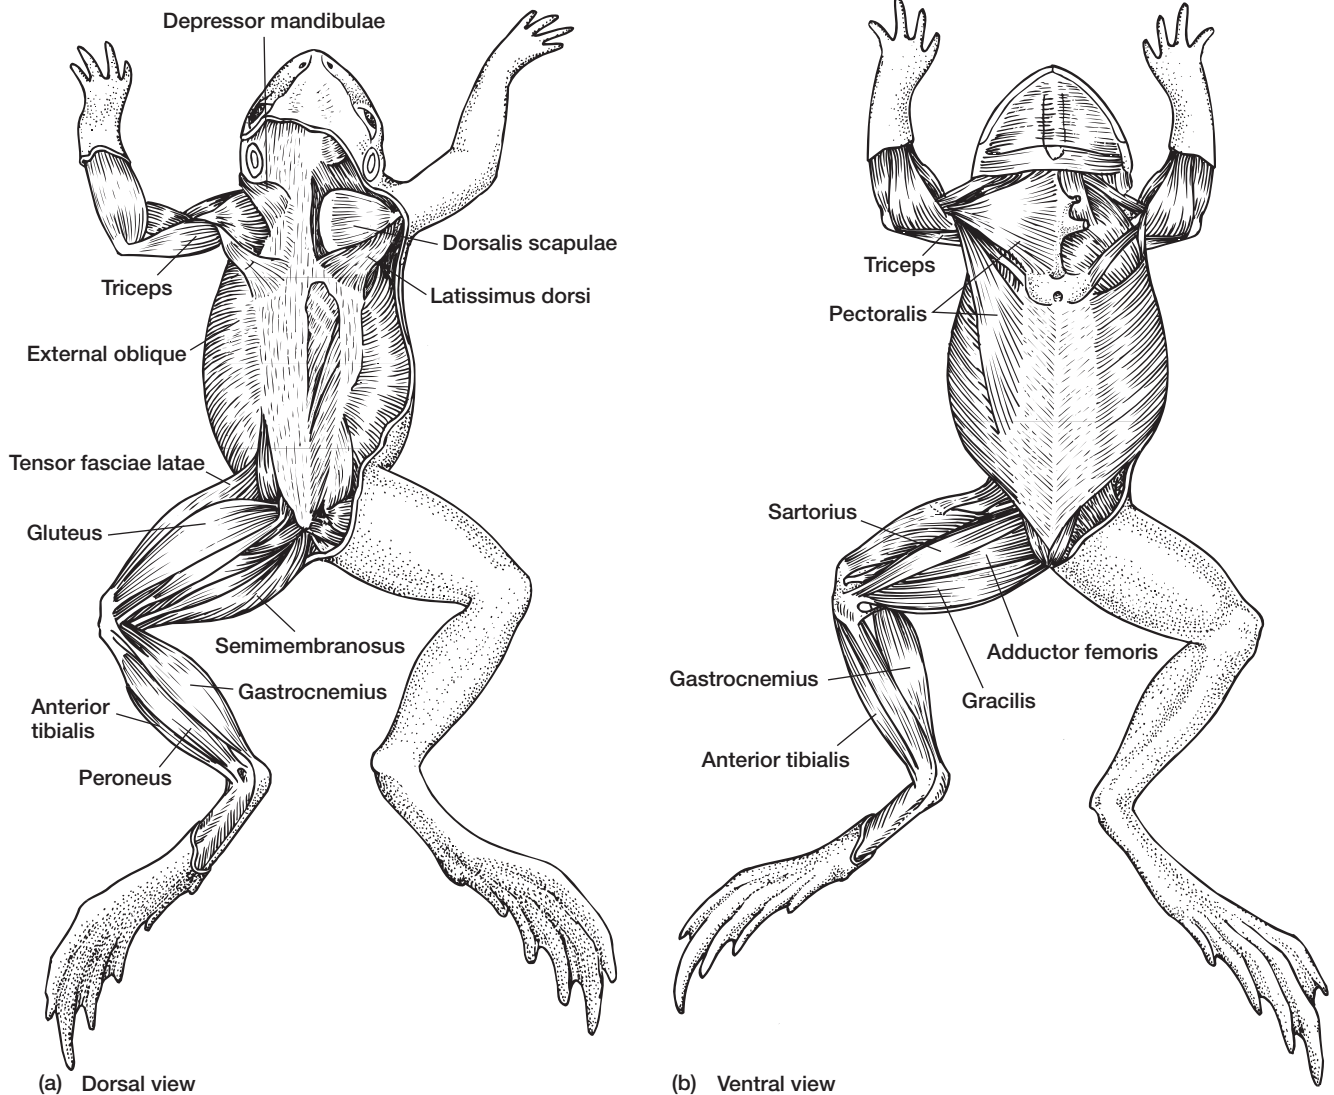 Depressor mandibulae
Dorsalis scapulae
Triceps
Latissimus dorsi
External oblique
Tensor fasciae latae
Gluteus
Semimembranosus
Gastrocnemius
Anterior
tibialis
Peroneus
(a) Dorsal view
Triceps
Pectoralis
Sartorius
Adductor femoris
Gastrocnemius
Gracilis
Anterior tibialis
(b) Ventral view